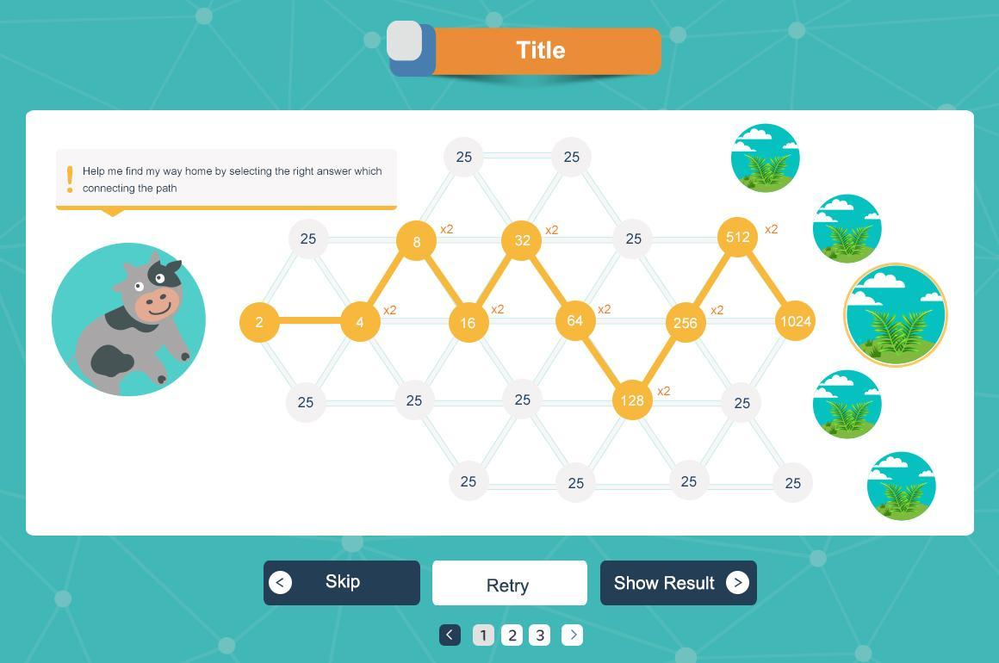 Title
Help me find my way home by selecting the right answer which
connecting the path
25 25
25 8 x2 32 x2 25 512 x2
2 4 x2 16 x2 64 x2 256 x2 1024
25 25 25 128 x2 25
25 25 25 25
< Skip
Retry
Show Result >
< 1 2 3 >